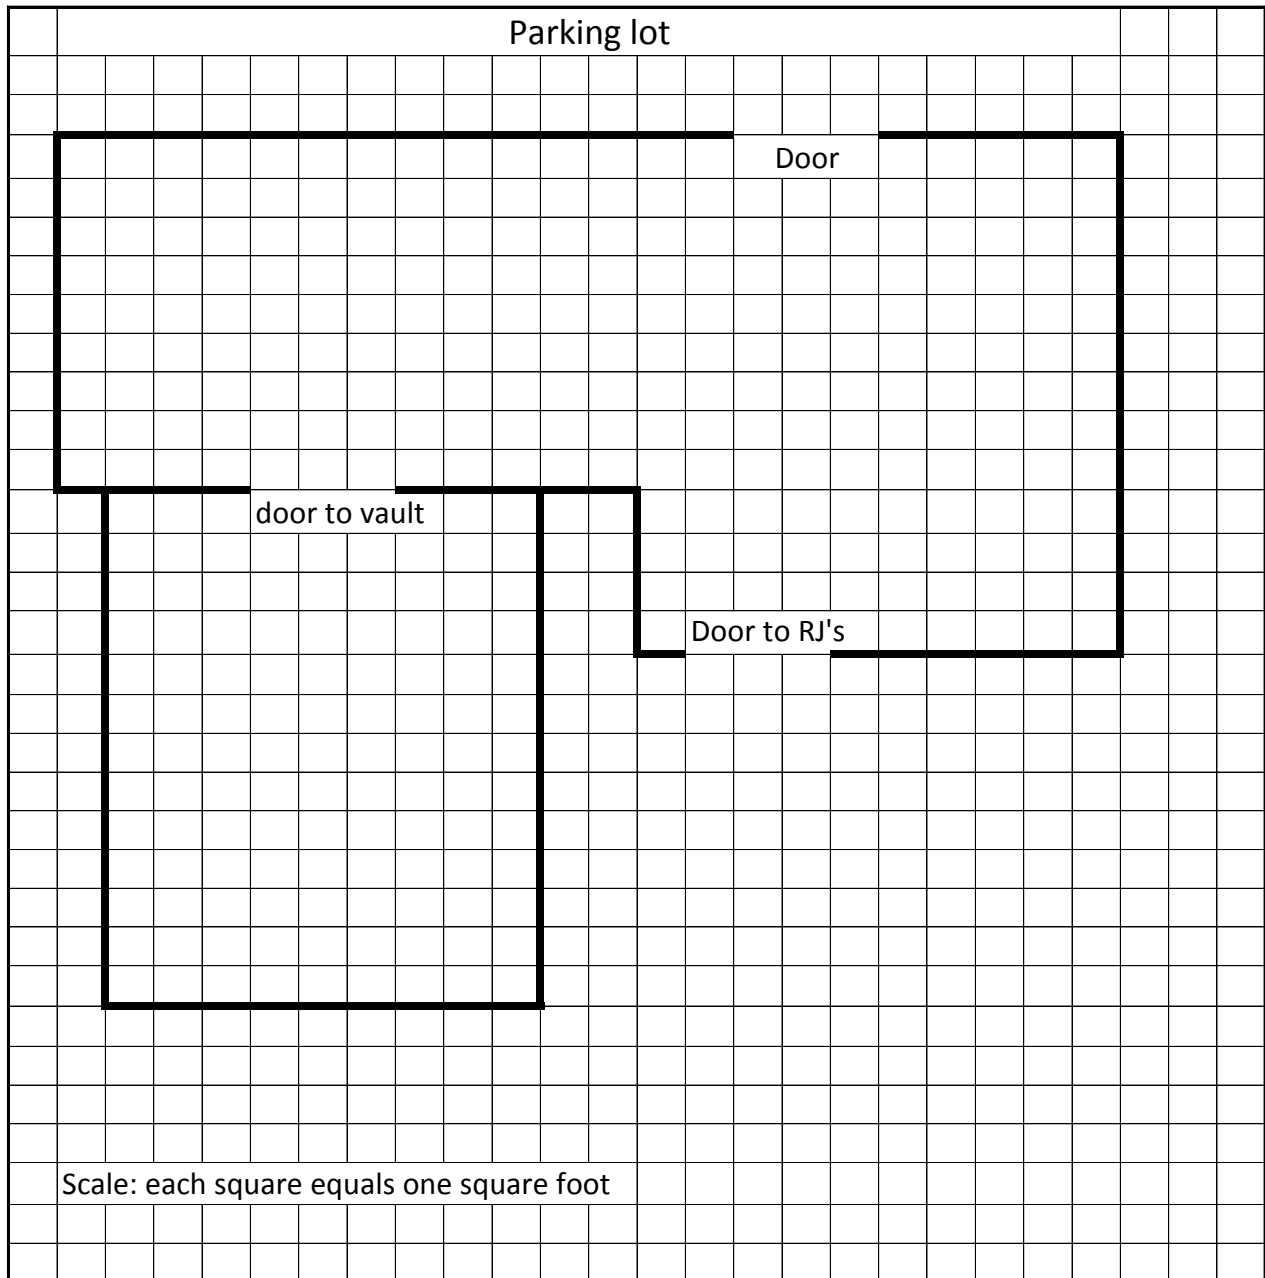 Parking lot
Door
door to vault
Door to RJ's
Scale: each square equals one square foot